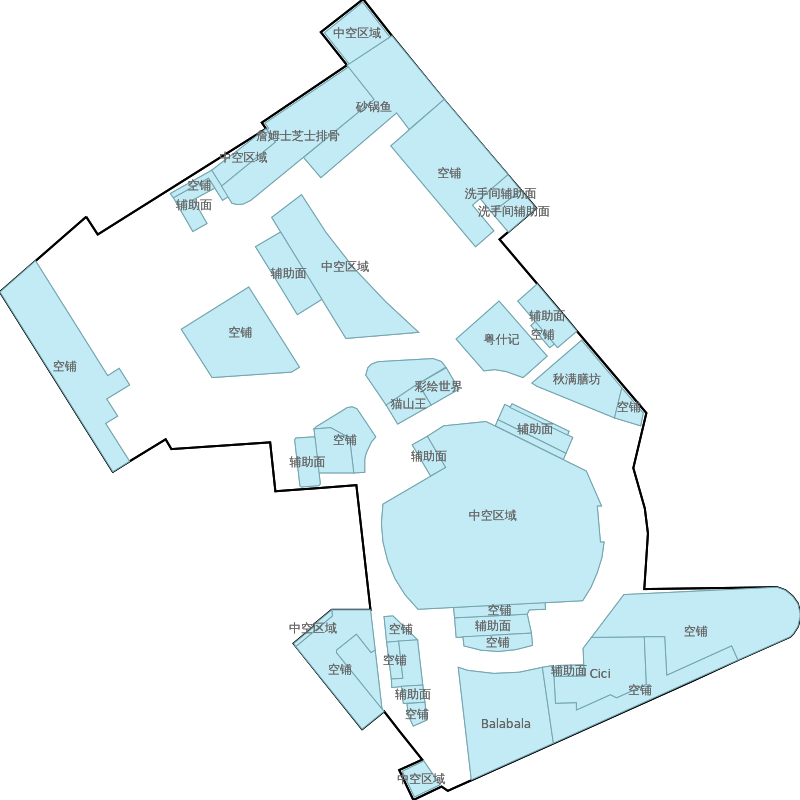 中空区域
砂锅鱼
詹姆士芝士排骨
中空区域
空铺
空铺
辅助面
洗手间辅助面
洗手间辅助面
中空区域
辅助面
辅助面
空铺
空铺
粤什记
空铺
秋满膳坊
彩绘世界
猫山王
空铺
辅助面
空铺
辅助面
辅助面
中空区域
空铺
辅助面
空铺
中空区域
空铺
空铺
空铺
辅助面
空铺
空铺
辅助面
Cici
空铺
Balabala
中空区域